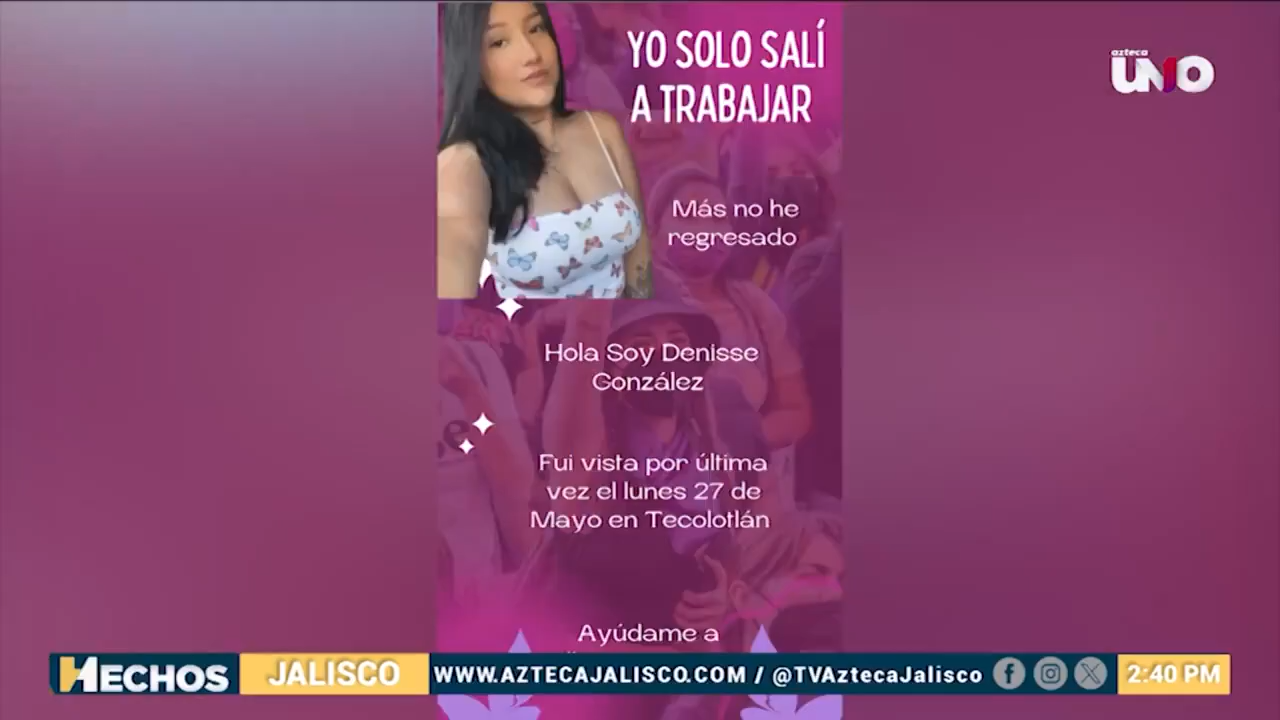 YO SOLO SALÍ
A TRABAJAR
azteca
UNO
Más no he
regresado
Hola Soy Denisse
González
Fui vista por última
vez el lunes 27 de
Mayo en Tecolotlán
Ayúdame a
HECHOS
JALISCO
WWW.AZTECAJALISCO.COM / @TVAztecaJalisco
2:40 PM